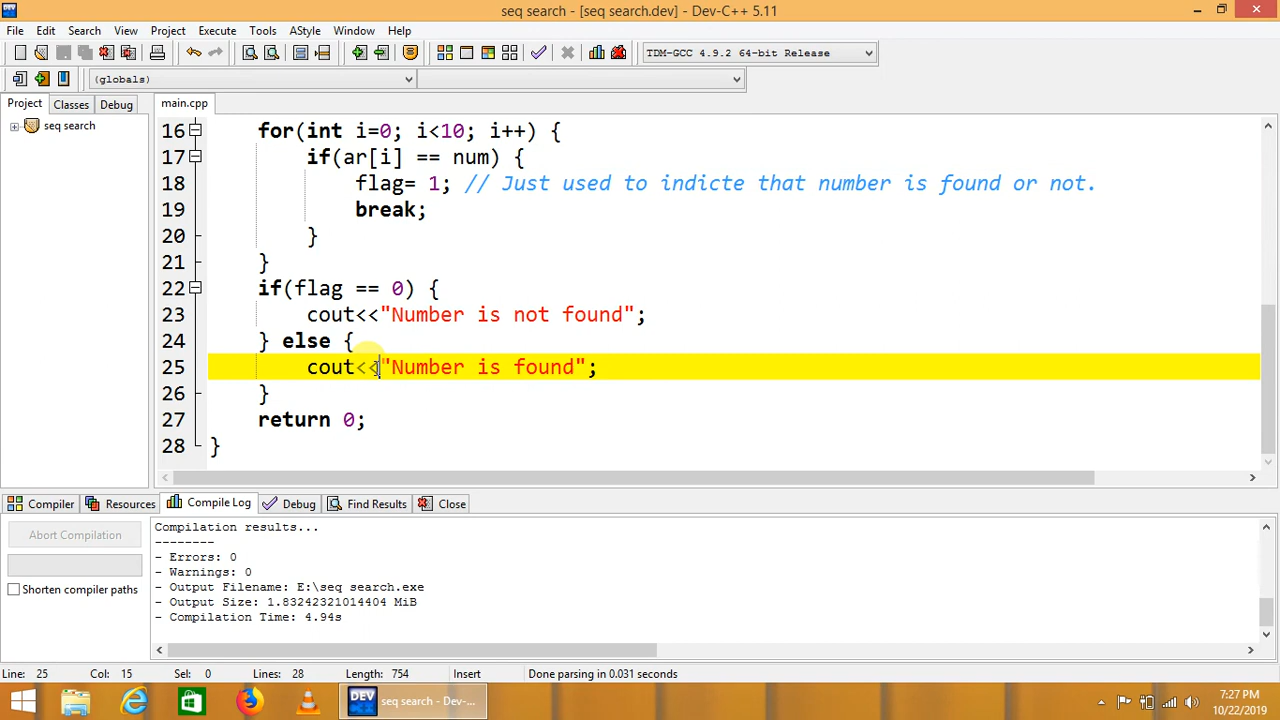 seq search - [seq search.dev] - Dev-C++ 5.11
File Edit Search View Project Execute Tools AStyle Window Help
TDM-GCC 4.9.2 64-bit Release
(globals)
Project Classes Debug
main.cpp
seq search
16 for(int i=0; i<10; i++) {
17 if(ar[i] == num) {
18 flag= 1; // Just used to indicte that number is found or not.
19 break;
20 }
21 }
22 if(flag == 0) {
23 cout<<"Number is not found";
24 } else {
25 cout<<"Number is found";
26 }
27 return 0;
28 }
Compiler Resources Compile Log Debug Find Results Close
Abort Compilation
Shorten compiler paths
Compilation results...
--------
- Errors: 0
- Warnings: 0
- Output Filename: E:\seq search.exe
- Output Size: 1.83242321014404 MiB
- Compilation Time: 4.94s
Line: 25 Col: 15 Sel: 0 Lines: 28 Length: 754 Insert Done parsing in 0.031 seconds
DEV seq search - Dev-...
7:27 PM
10/22/2019